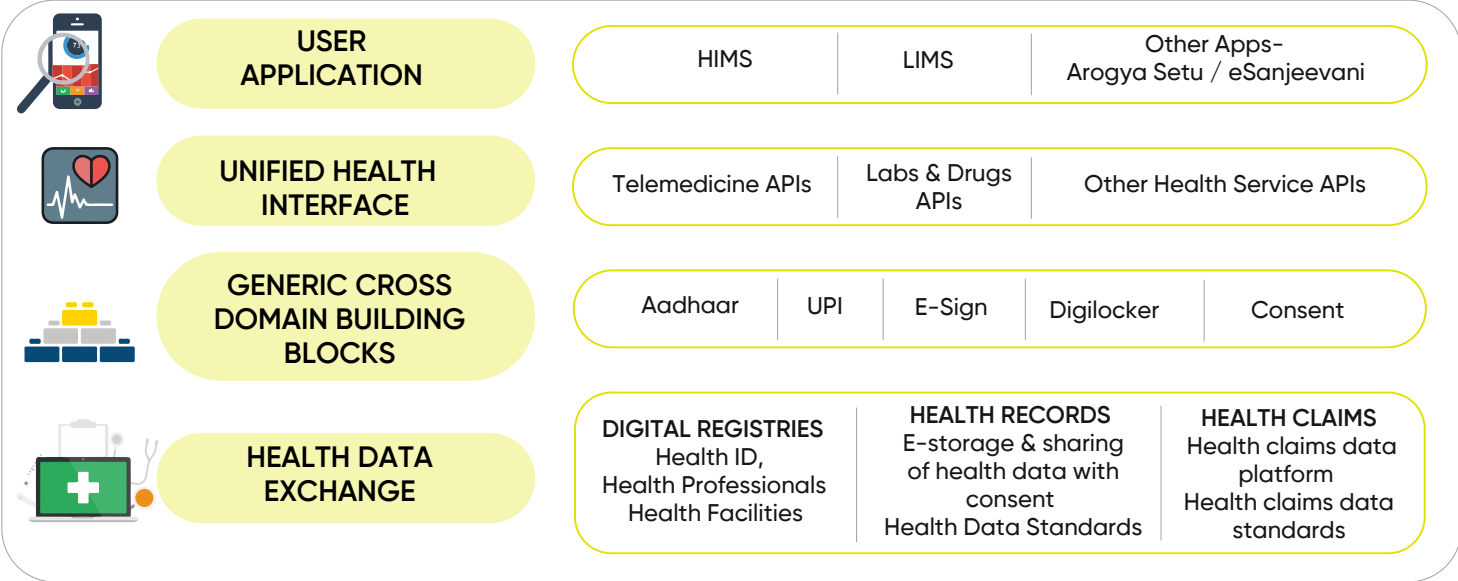 USER
APPLICATION
HIMS
LIMS
Other Apps-
Arogya Setu / eSanjeevani
UNIFIED HEALTH
INTERFACE
Telemedicine APIs
Labs & Drugs
APIs
Other Health Service APIs
GENERIC CROSS
DOMAIN BUILDING
BLOCKS
Aadhaar
UPI
E-Sign
Digilocker
Consent
HEALTH DATA
EXCHANGE
DIGITAL REGISTRIES
Health ID,
Health Professionals
Health Facilities
HEALTH RECORDS
E-storage & sharing
of health data with
consent
Health Data Standards
HEALTH CLAIMS
Health claims data
platform
Health claims data
standards